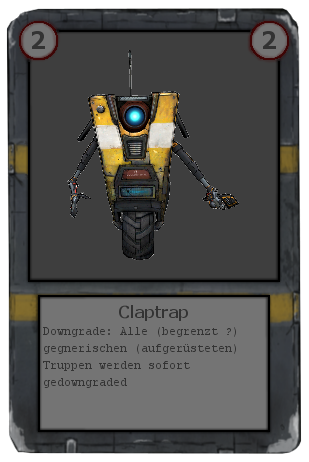 2 2
Claptrap
Downgrade: Alle (begrenzt ?)
gegnerischen (aufgerüsteten)
Truppen werden sofort
gedowngraded